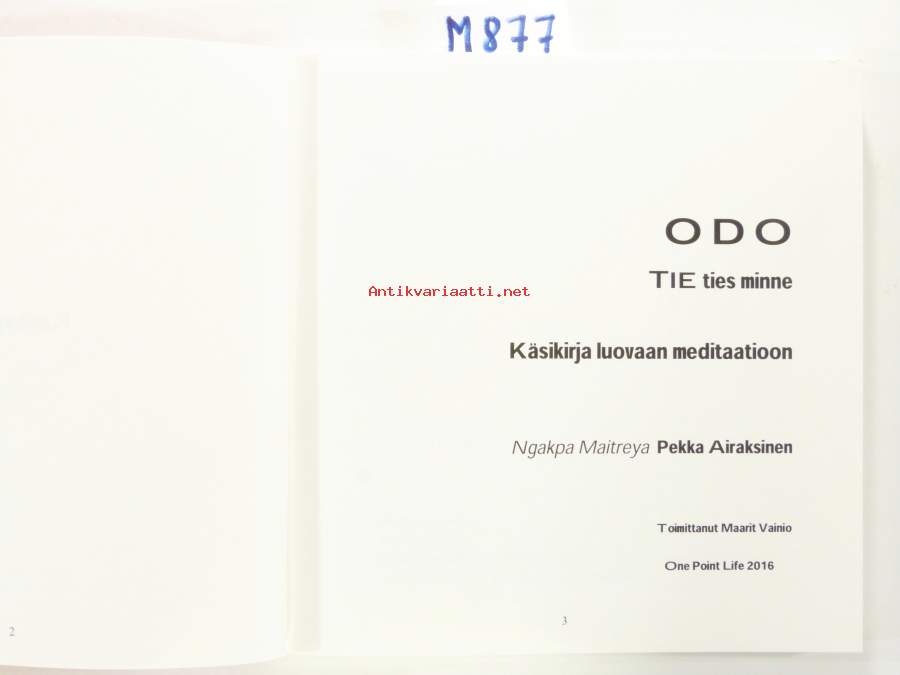 M877
ODO
TIE ties minne
Antikvariaatti.net
Käsikirja luovaan meditaatioon
Ngakpa Maitreya Pekka Airaksinen
Toimittanut Maarit Vainio
One Point Life 2016
2
3